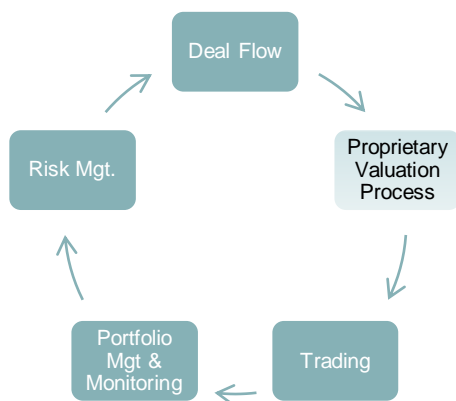 Deal Flow
Proprietary
Valuation
Process
Trading
Portfolio
Mgt &
Monitoring
Risk Mgt.